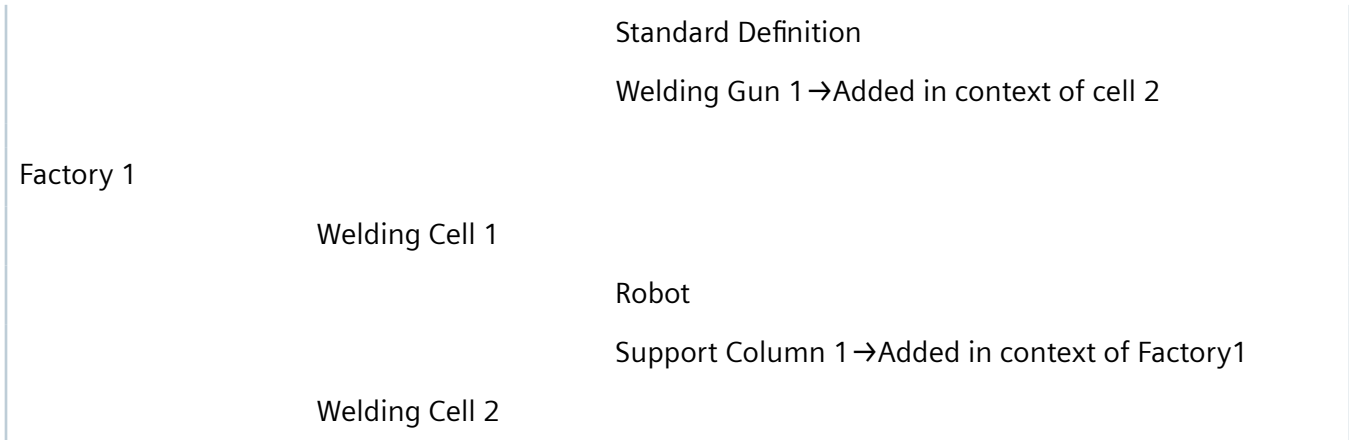 Standard Definition
Welding Gun 1→Added in context of cell 2
Factory 1
Welding Cell 1
Robot
Support Column 1→Added in context of Factory1
Welding Cell 2